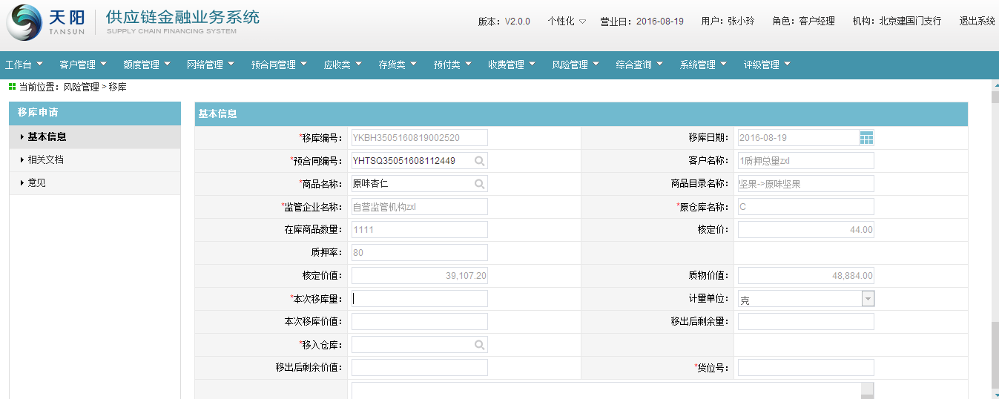 天阳 TANSUN 供应链金融业务系统
SUPPLY CHAIN FINANCING SYSTEM
版本：V2.0.0 个性化 营业日：2016-08-19 用户：张小玲 角色：客户经理 机构：北京建国门支行 退出系统
工作台 客户管理 额度管理 网络管理 预合同管理 应收类 存货类 预付类 收费管理 风险管理 综合查询 系统管理 评级管理
当前位置：风险管理 > 移库
移库申请
基本信息
相关文档
意见
基本信息
*移库编号： YKBH3505160819002520 移库日期： 2016-08-19
*预合同编号： YHTSQ35051608112449 客户名称： 1质押总量zxl
*商品名称： 原味杏仁 商品目录名称： 坚果->原味坚果
*监管企业名称： 自营监管机构zxl *原仓库名称： C
在库商品数量： 1111 核定价： 44.00
质押率： 80
核定价值： 39,107.20 质物价值： 48,884.00
*本次移库量： 计量单位： 克
本次移库价值： 移出后剩余量：
*移入仓库：
移出后剩余价值： *货位号：